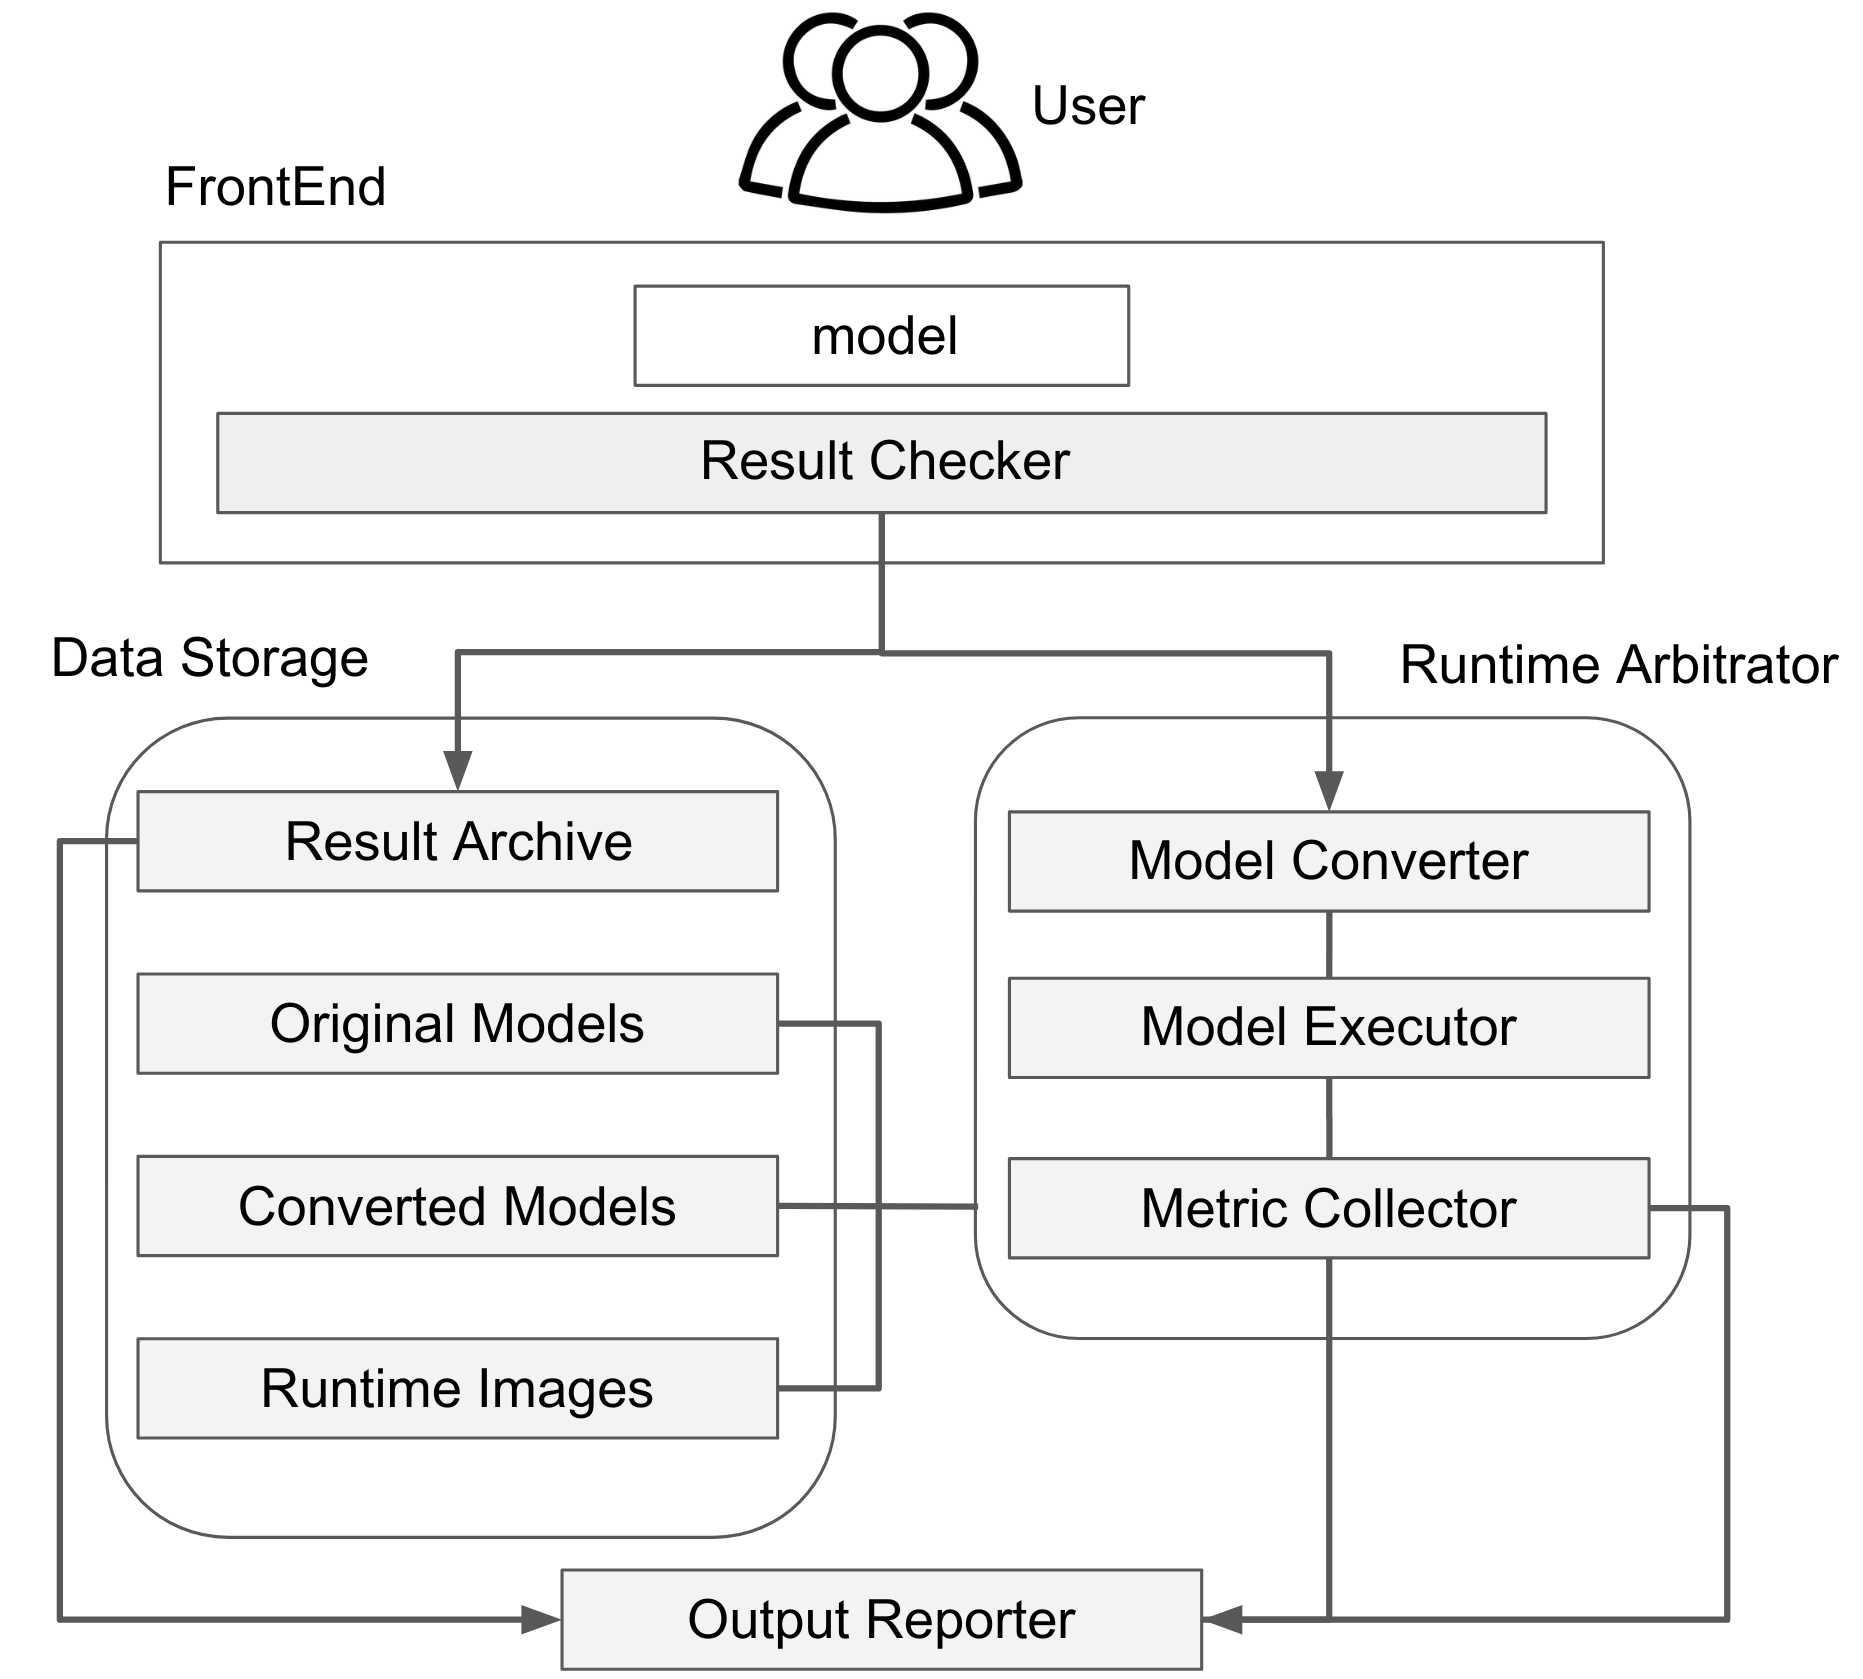 User
FrontEnd
model
Result Checker
Data Storage
Runtime Arbitrator
Result Archive
Original Models
Converted Models
Runtime Images
Model Converter
Model Executor
Metric Collector
Output Reporter